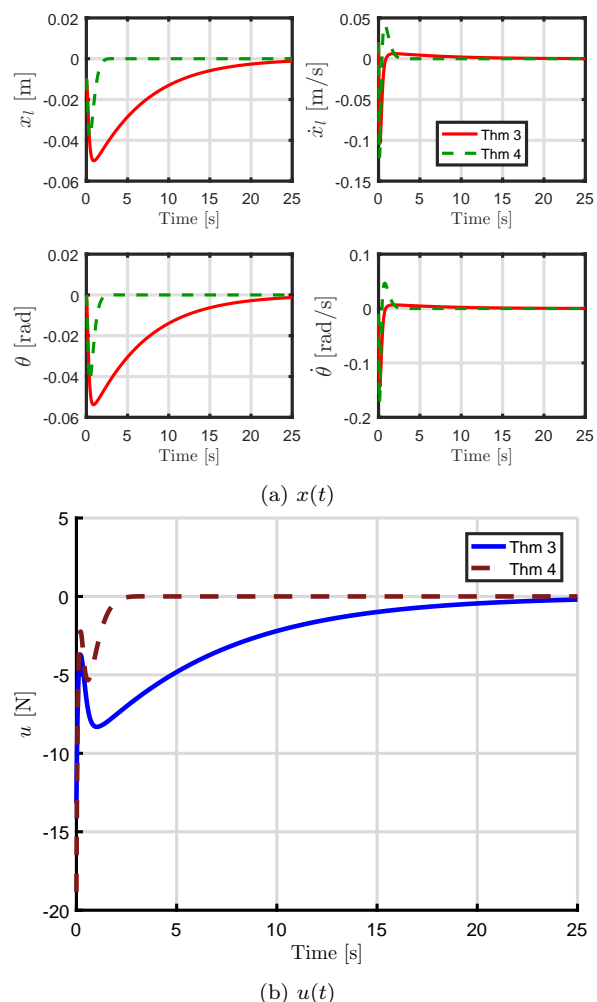 0.02
0
-0.02
-0.04
-0.06
x_l [m]
0 5 10 15 20 25
Time [s]
0.05
0
-0.05
-0.1
-0.15
ẋ_l [m/s]
Thm 3
Thm 4
0 5 10 15 20 25
Time [s]
0.02
0
-0.02
-0.04
-0.06
θ [rad]
0 5 10 15 20 25
Time [s]
0.1
0
-0.1
-0.2
θ̇ [rad/s]
0 5 10 15 20 25
Time [s]
(a) x(t)
5
0
-5
-10
-15
-20
u [N]
Thm 3
Thm 4
0 5 10 15 20 25
Time [s]
(b) u(t)